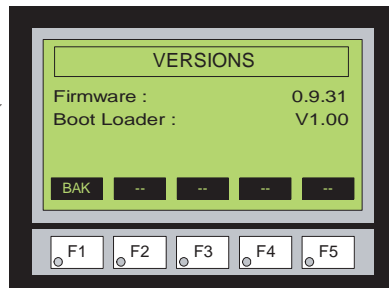 VERSIONS
Firmware : 0.9.31
Boot Loader : V1.00
BAK -- -- -- --
F1 F2 F3 F4 F5